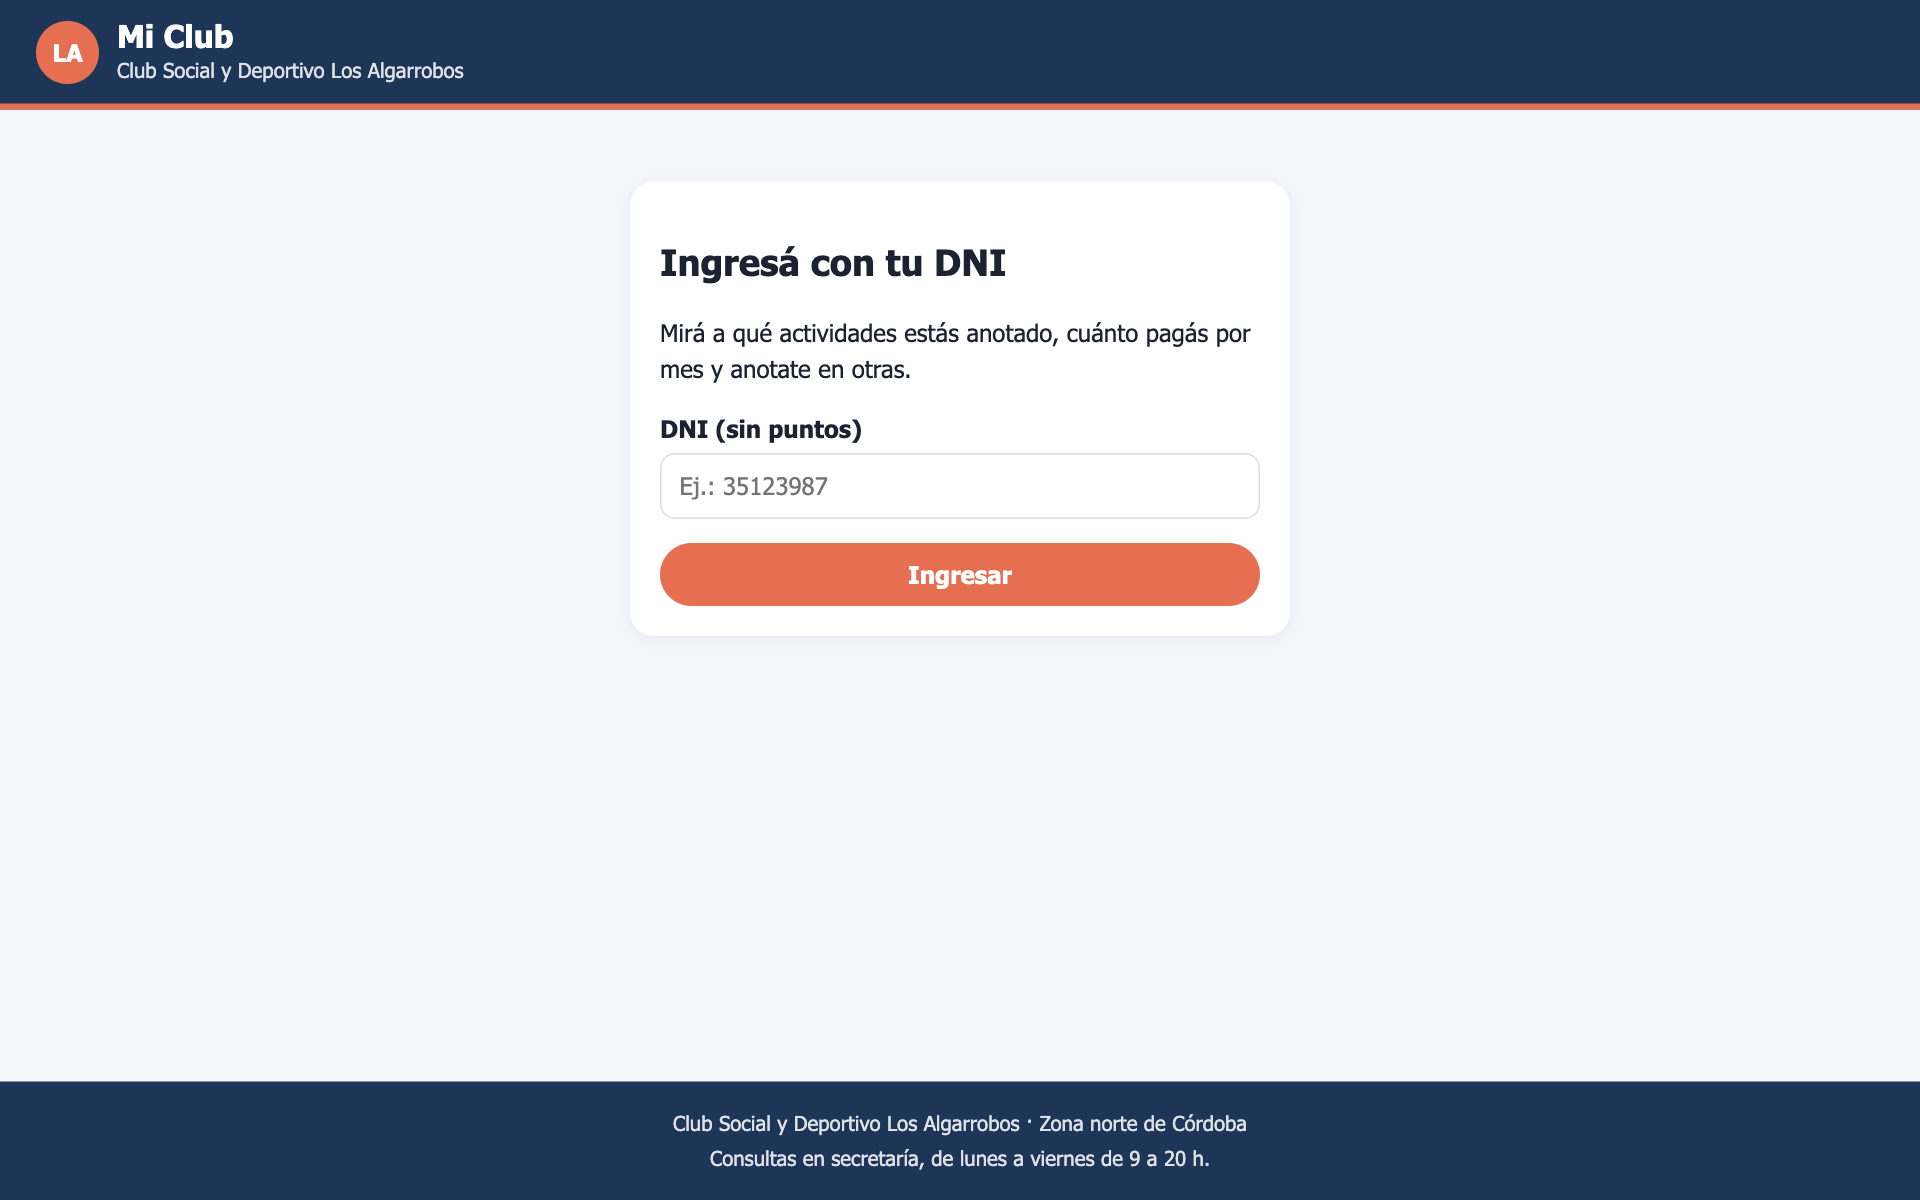 LA
Mi Club
Club Social y Deportivo Los Algarrobos
Ingresá con tu DNI
Mirá a qué actividades estás anotado, cuánto pagás por
mes y anotate en otras.
DNI (sin puntos)
Ej.: 35123987
Ingresar
Club Social y Deportivo Los Algarrobos · Zona norte de Córdoba
Consultas en secretaría, de lunes a viernes de 9 a 20 h.